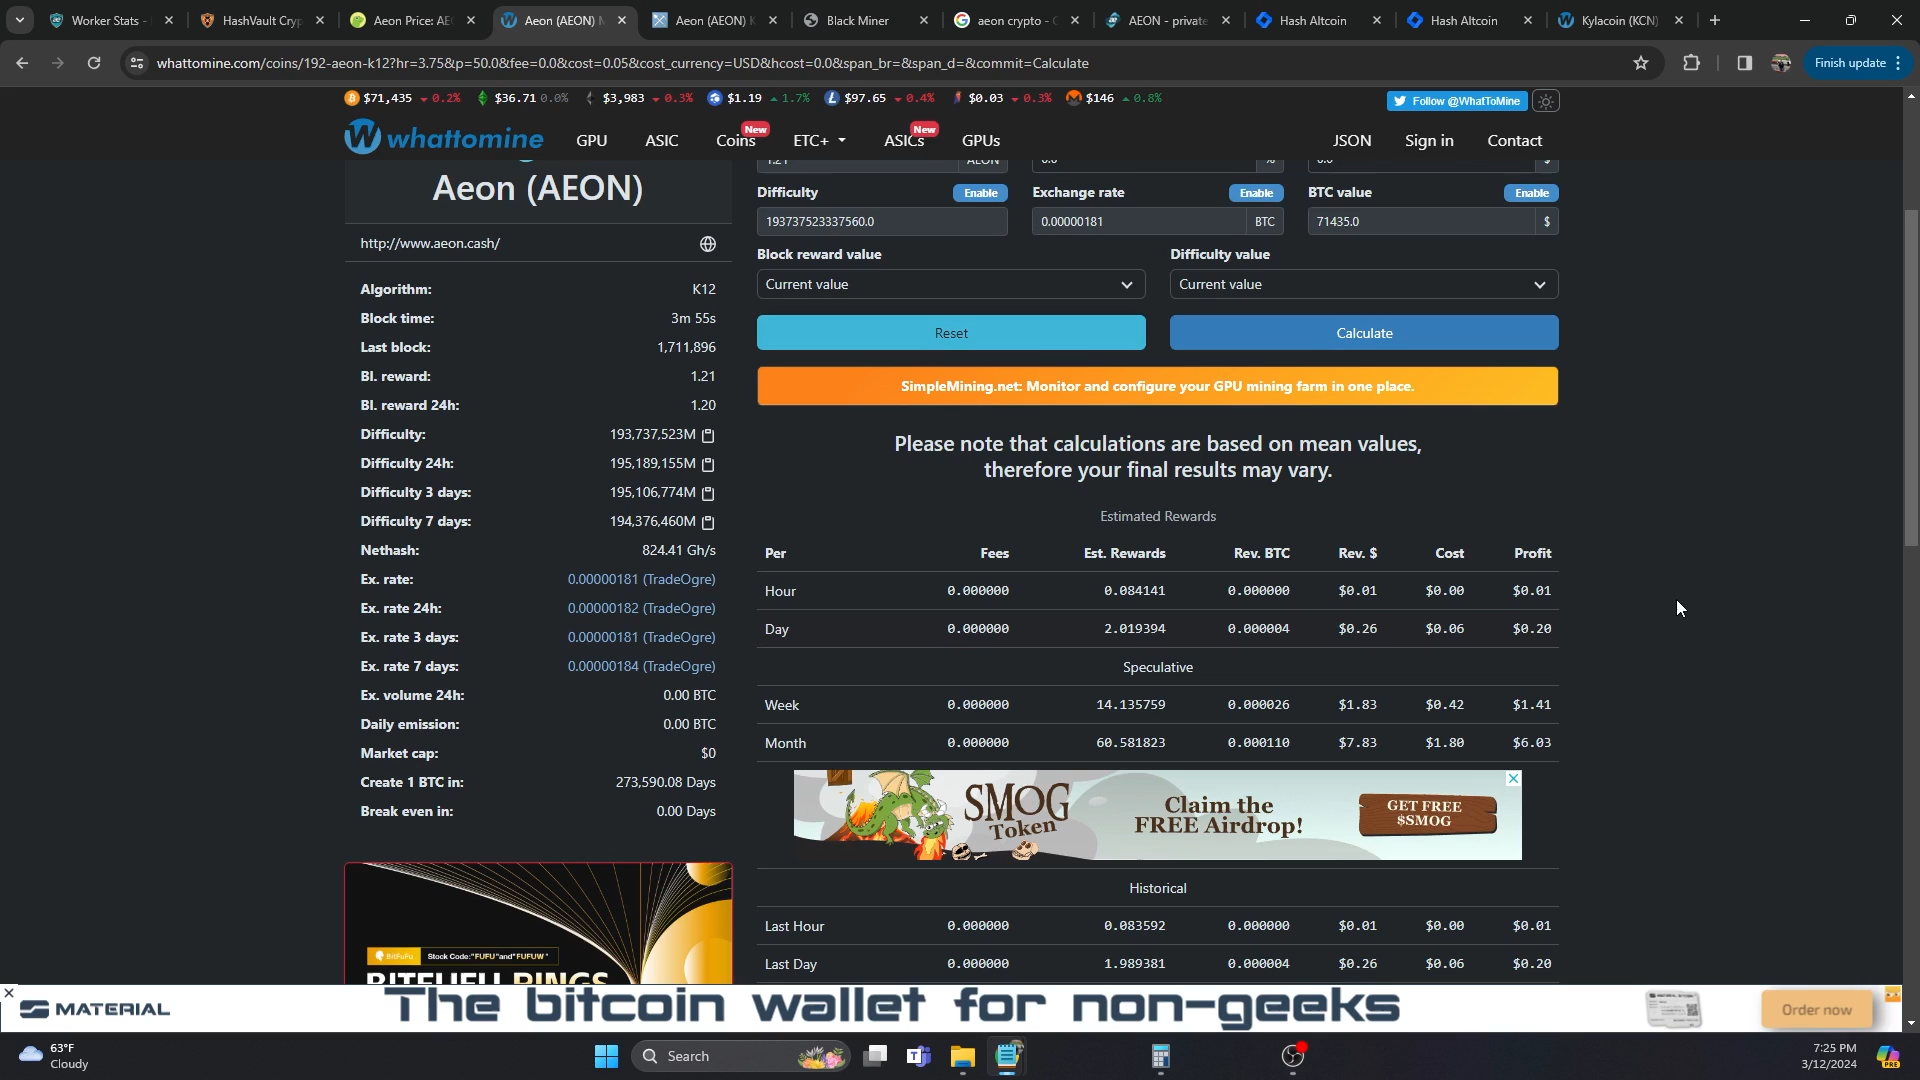 Worker Stats -
HashVault Cryp
Aeon Price: AE
Aeon (AEON) M
Aeon (AEON) K
Black Miner
aeon crypto - G
AEON - private
Hash Altcoin
Hash Altcoin
Kylacoin (KCN)
whattomine.com/coins/192-aeon-k12?hr=3.75&p=50.0&fee=0.0&cost=0.05&cost_currency=USD&hcost=0.0&span_br=&span_d=&commit=Calculate
Finish update
$71,435 0.2% $36.71 0.0% $3,983 0.3% $1.19 1.7% $97.65 0.4% $0.03 0.3% $146 0.8%
Follow @WhatToMine
whattomine
GPU
ASIC
Coins New
ETC+
ASICs New
GPUs
JSON
Sign in
Contact
Aeon (AEON)
http://www.aeon.cash/
Algorithm: K12
Block time: 3m 55s
Last block: 1,711,896
Bl. reward: 1.21
Bl. reward 24h: 1.20
Difficulty: 193,737,523M
Difficulty 24h: 195,189,155M
Difficulty 3 days: 195,106,774M
Difficulty 7 days: 194,376,460M
Nethash: 824.41 Gh/s
Ex. rate: 0.00000181 (TradeOgre)
Ex. rate 24h: 0.00000182 (TradeOgre)
Ex. rate 3 days: 0.00000181 (TradeOgre)
Ex. rate 7 days: 0.00000184 (TradeOgre)
Ex. volume 24h: 0.00 BTC
Daily emission: 0.00 BTC
Market cap: $0
Create 1 BTC in: 273,590.08 Days
Break even in: 0.00 Days
BitFuFu Stock Code:"FUFU"and"FUFUW"
BITFUFU RINGS
1.21 AEON 0.0 % 0.0 $
Difficulty Enable Exchange rate Enable BTC value Enable
193737523337560.0 0.00000181 BTC 71435.0 $
Block reward value Difficulty value
Current value Current value
Reset Calculate
SimpleMining.net: Monitor and configure your GPU mining farm in one place.
Please note that calculations are based on mean values,
therefore your final results may vary.
Estimated Rewards
Per Fees Est. Rewards Rev. BTC Rev. $ Cost Profit
Hour 0.000000 0.084141 0.000000 $0.01 $0.00 $0.01
Day 0.000000 2.019394 0.000004 $0.26 $0.06 $0.20
Speculative
Week 0.000000 14.135759 0.000026 $1.83 $0.42 $1.41
Month 0.000000 60.581823 0.000110 $7.83 $1.80 $6.03
SMOG
Token
Claim the
FREE Airdrop!
GET FREE
$SMOG
Historical
Last Hour 0.000000 0.083592 0.000000 $0.01 $0.00 $0.01
Last Day 0.000000 1.989381 0.000004 $0.26 $0.06 $0.20
MATERIAL
The bitcoin wallet for non-geeks
Order now
63°F
Cloudy
Search
7:25 PM
3/12/2024